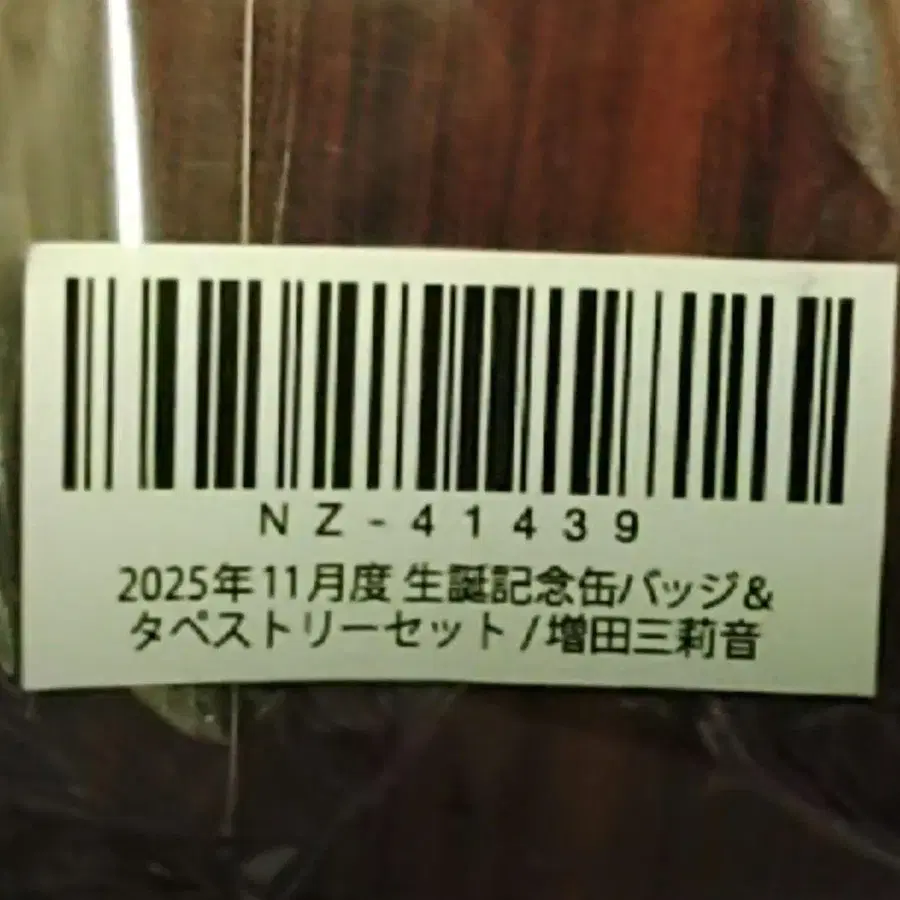 NZ-41439
2025年11月度 生誕記念缶バッジ&
タペストリーセット /増田三莉音